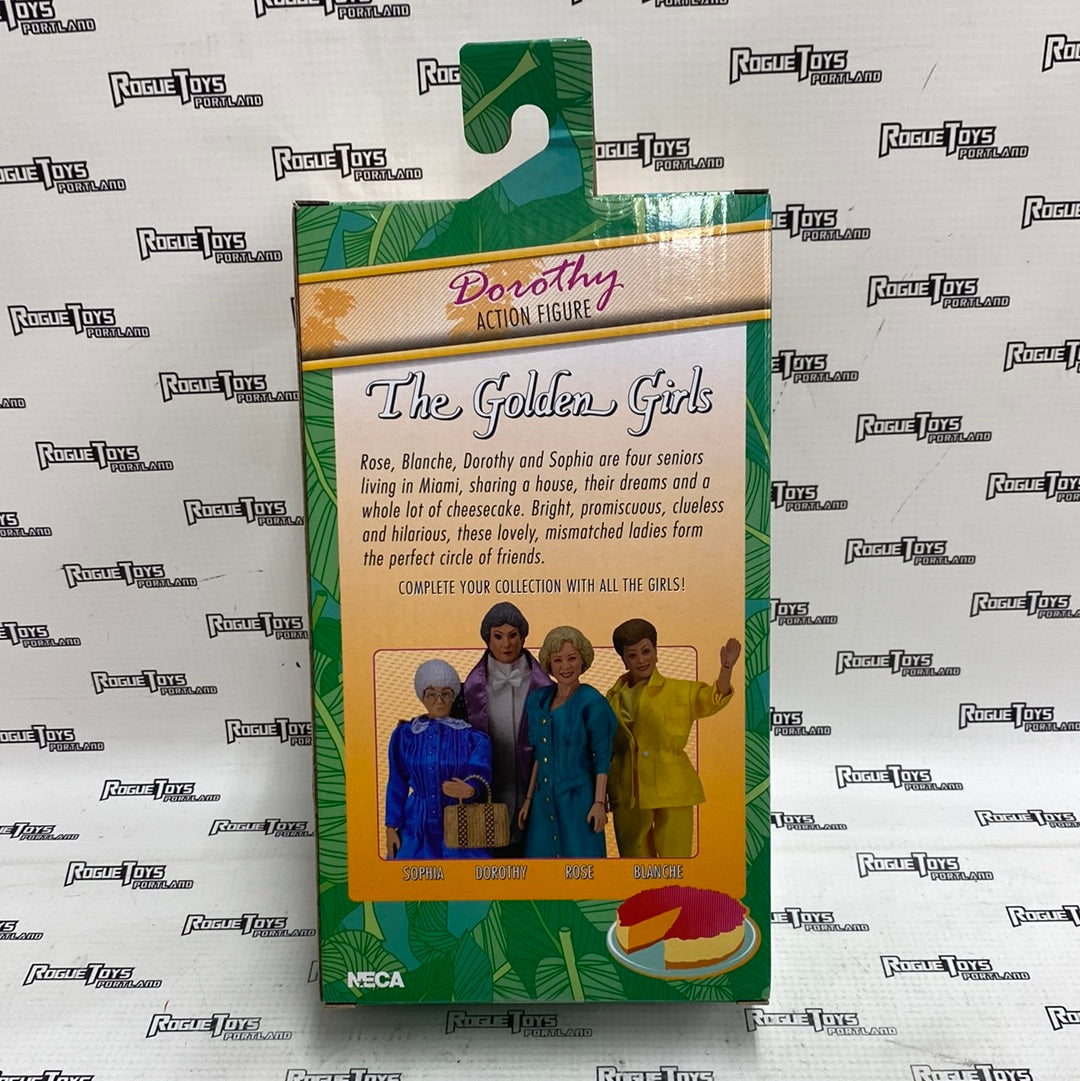 Dorothy
ACTION FIGURE
The Golden Girls
Rose, Blanche, Dorothy and Sophia are four seniors
living in Miami, sharing a house, their dreams and a
whole lot of cheesecake. Bright, promiscuous, clueless
and hilarious, these lovely, mismatched ladies form
the perfect circle of friends.
COMPLETE YOUR COLLECTION WITH ALL THE GIRLS!
SOPHIA DOROTHY ROSE BLANCHE
NECA
ROGUE TOYS
PORTLAND